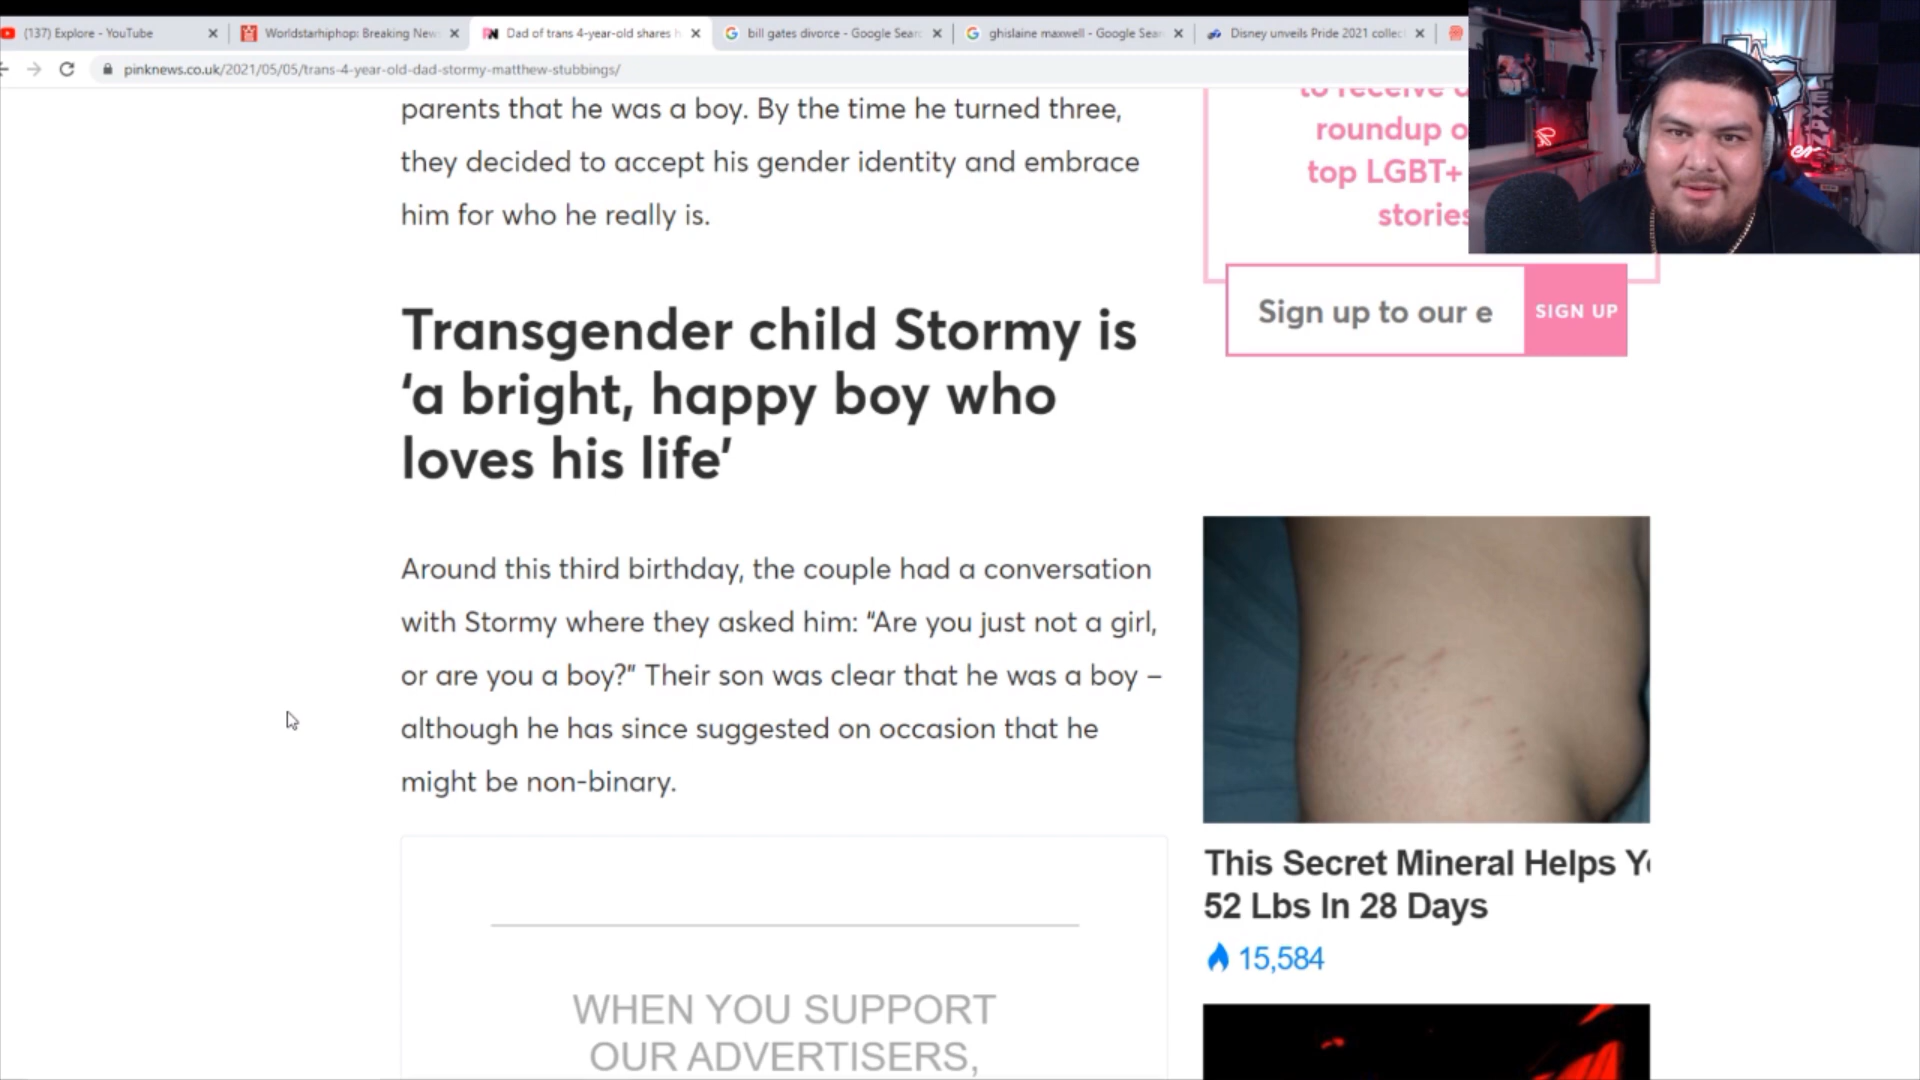 (137) Explore - YouTube
Worldstarhiphop: Breaking New
Dad of trans 4-year-old shares h
bill gates divorce - Google Searc
ghislaine maxwell - Google Sear
Disney unveils Pride 2021 collec
pinknews.co.uk/2021/05/05/trans-4-year-old-dad-stormy-matthew-stubbings/
parents that he was a boy. By the time he turned three,
they decided to accept his gender identity and embrace
him for who he really is.
Transgender child Stormy is
‘a bright, happy boy who
loves his life’
Around this third birthday, the couple had a conversation
with Stormy where they asked him: “Are you just not a girl,
or are you a boy?” Their son was clear that he was a boy –
although he has since suggested on occasion that he
might be non-binary.
WHEN YOU SUPPORT
OUR ADVERTISERS,
to receive
roundup o
top LGBT+
stories
Sign up to our e
SIGN UP
This Secret Mineral Helps Yo
52 Lbs In 28 Days
15,584